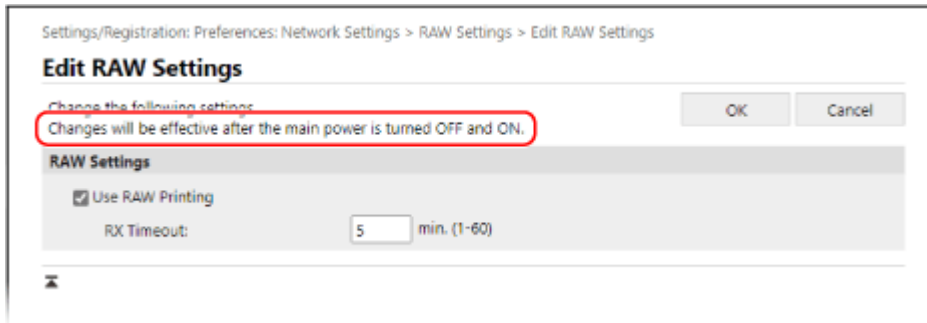 Settings/Registration: Preferences: Network Settings > RAW Settings > Edit RAW Settings
Edit RAW Settings
Change the following settings.
OK
Cancel
Changes will be effective after the main power is turned OFF and ON.
RAW Settings
Use RAW Printing
RX Timeout: 5 min. (1-60)